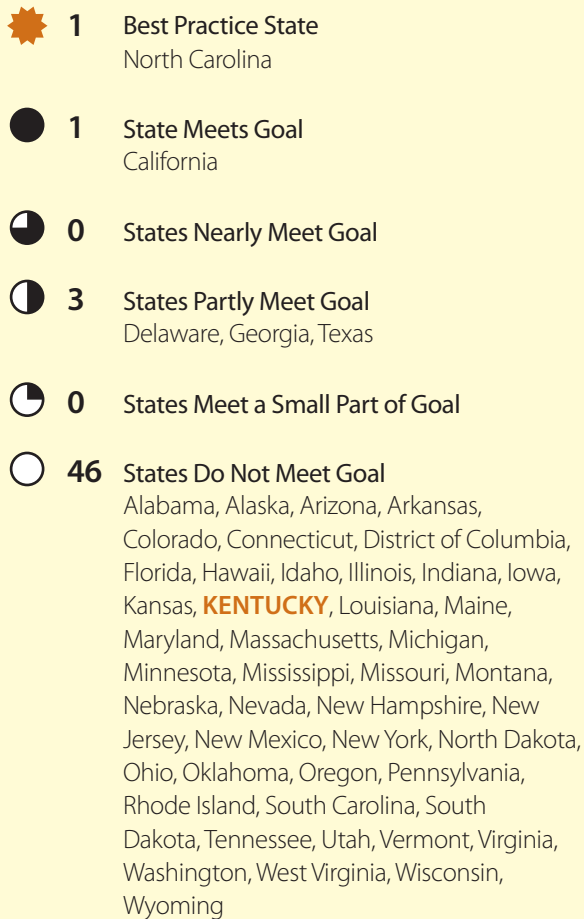 1 Best Practice State
North Carolina
1 State Meets Goal
California
0 States Nearly Meet Goal
3 States Partly Meet Goal
Delaware, Georgia, Texas
0 States Meet a Small Part of Goal
46 States Do Not Meet Goal
Alabama, Alaska, Arizona, Arkansas,
Colorado, Connecticut, District of Columbia,
Florida, Hawaii, Idaho, Illinois, Indiana, Iowa,
Kansas, KENTUCKY, Louisiana, Maine,
Maryland, Massachusetts, Michigan,
Minnesota, Mississippi, Missouri, Montana,
Nebraska, Nevada, New Hampshire, New
Jersey, New Mexico, New York, North Dakota,
Ohio, Oklahoma, Oregon, Pennsylvania,
Rhode Island, South Carolina, South
Dakota, Tennessee, Utah, Vermont, Virginia,
Washington, West Virginia, Wisconsin,
Wyoming